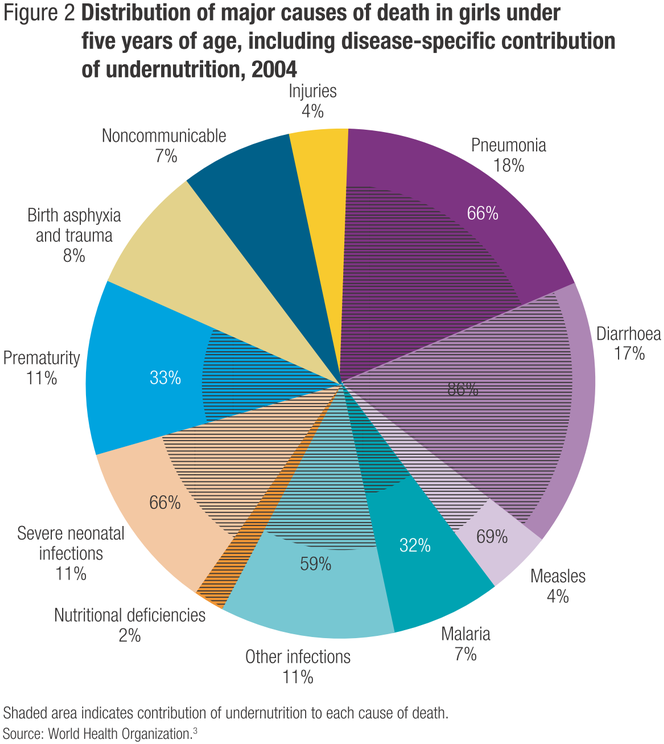 Figure 2 Distribution of major causes of death in girls under
five years of age, including disease-specific contribution
of undernutrition, 2004
Injuries
4%
Noncommunicable
7%
Pneumonia
18%
66%
Birth asphyxia
and trauma
8%
Diarrhoea
17%
86%
Prematurity
11%
33%
66%
Severe neonatal
infections
11%
69%
32%
59%
Measles
4%
Nutritional deficiencies
2%
Malaria
7%
Other infections
11%
Shaded area indicates contribution of undernutrition to each cause of death.
Source: World Health Organization.3